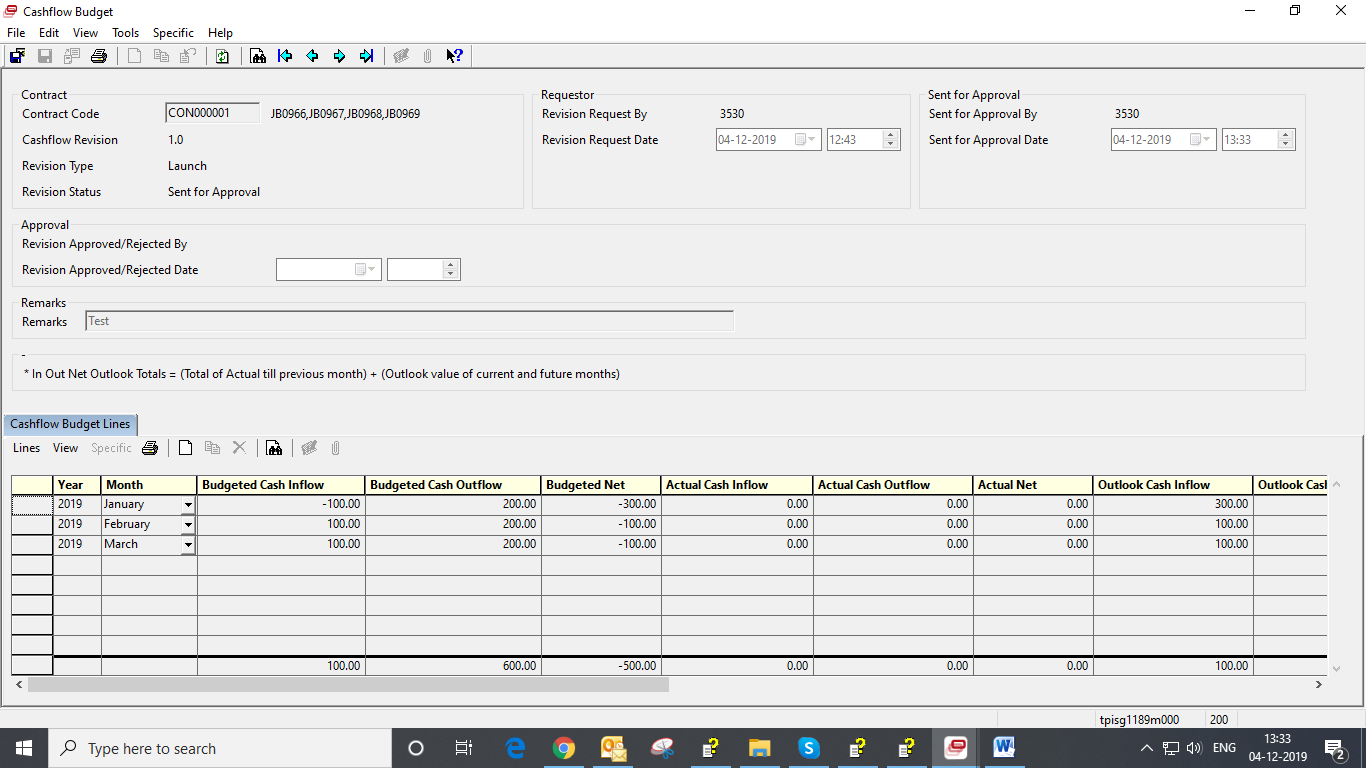 Cashflow Budget
File Edit View Tools Specific Help
Contract
Contract Code CON000001 JB0966,JB0967,JB0968,JB0969
Cashflow Revision 1.0
Revision Type Launch
Revision Status Sent for Approval
Requestor
Revision Request By 3530
Revision Request Date 04-12-2019 12:43
Sent for Approval
Sent for Approval By 3530
Sent for Approval Date 04-12-2019 13:33
Approval
Revision Approved/Rejected By
Revision Approved/Rejected Date
Remarks
Remarks Test
-
* In Out Net Outlook Totals = (Total of Actual till previous month) + (Outlook value of current and future months)
Cashflow Budget Lines
Lines View Specific
Year Month Budgeted Cash Inflow Budgeted Cash Outflow Budgeted Net Actual Cash Inflow Actual Cash Outflow Actual Net Outlook Cash Inflow Outlook Cas
2019 January -100.00 200.00 -300.00 0.00 0.00 0.00 300.00
2019 February 100.00 200.00 -100.00 0.00 0.00 0.00 100.00
2019 March 100.00 200.00 -100.00 0.00 0.00 0.00 100.00
100.00 600.00 -500.00 0.00 0.00 0.00 100.00
tpisg1189m000 200
Type here to search
ENG
13:33
04-12-2019
2